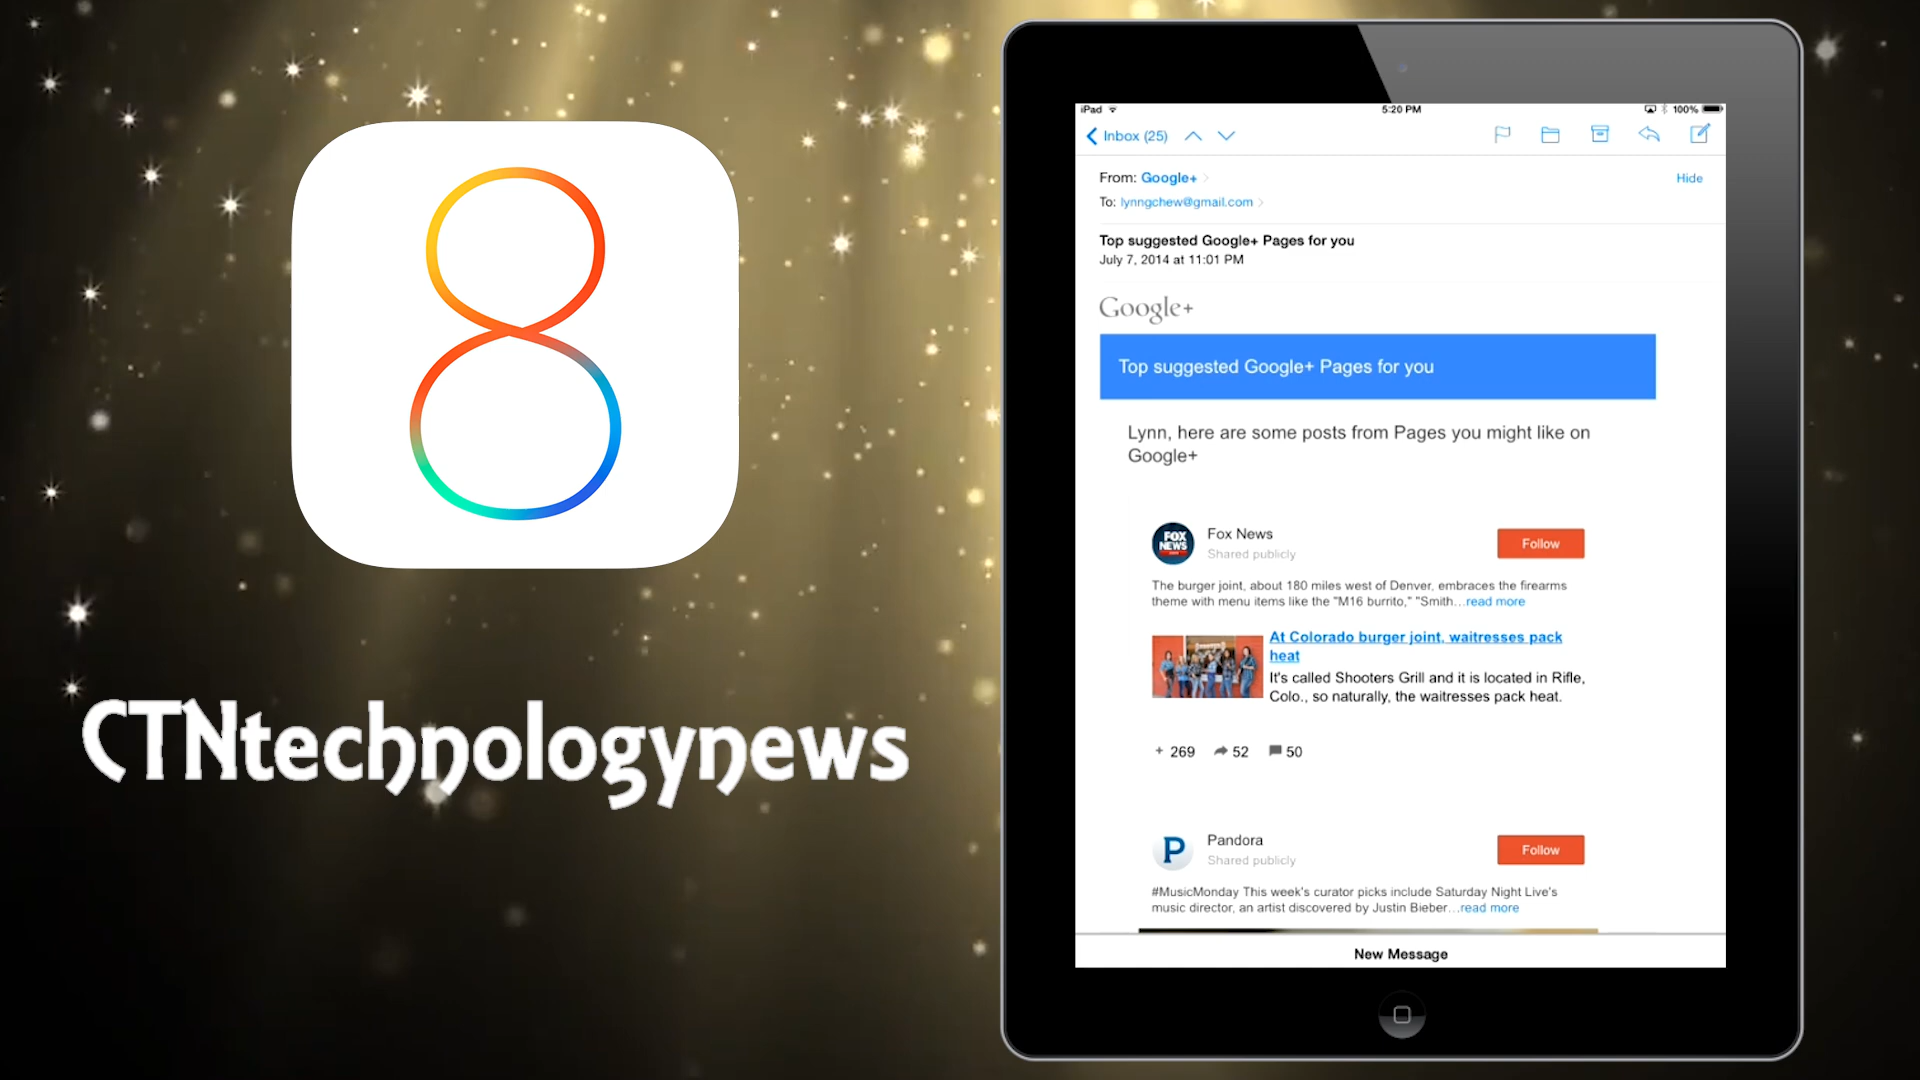 8
CTNtechnologynews
iPad
5:20 PM
100%
Inbox (25)
From: Google+
Hide
To: lynngchew@gmail.com
Top suggested Google+ Pages for you
July 7, 2014 at 11:01 PM
Google+
Top suggested Google+ Pages for you
Lynn, here are some posts from Pages you might like on
Google+
FOX
NEWS
Fox News
Shared publicly
Follow
The burger joint, about 180 miles west of Denver, embraces the firearms
theme with menu items like the "M16 burrito," "Smith...read more
At Colorado burger joint, waitresses pack
heat
It's called Shooters Grill and it is located in Rifle,
Colo., so naturally, the waitresses pack heat.
+ 269 52 50
P
Pandora
Shared publicly
Follow
#MusicMonday This week's curator picks include Saturday Night Live's
music director, an artist discovered by Justin Bieber...read more
New Message